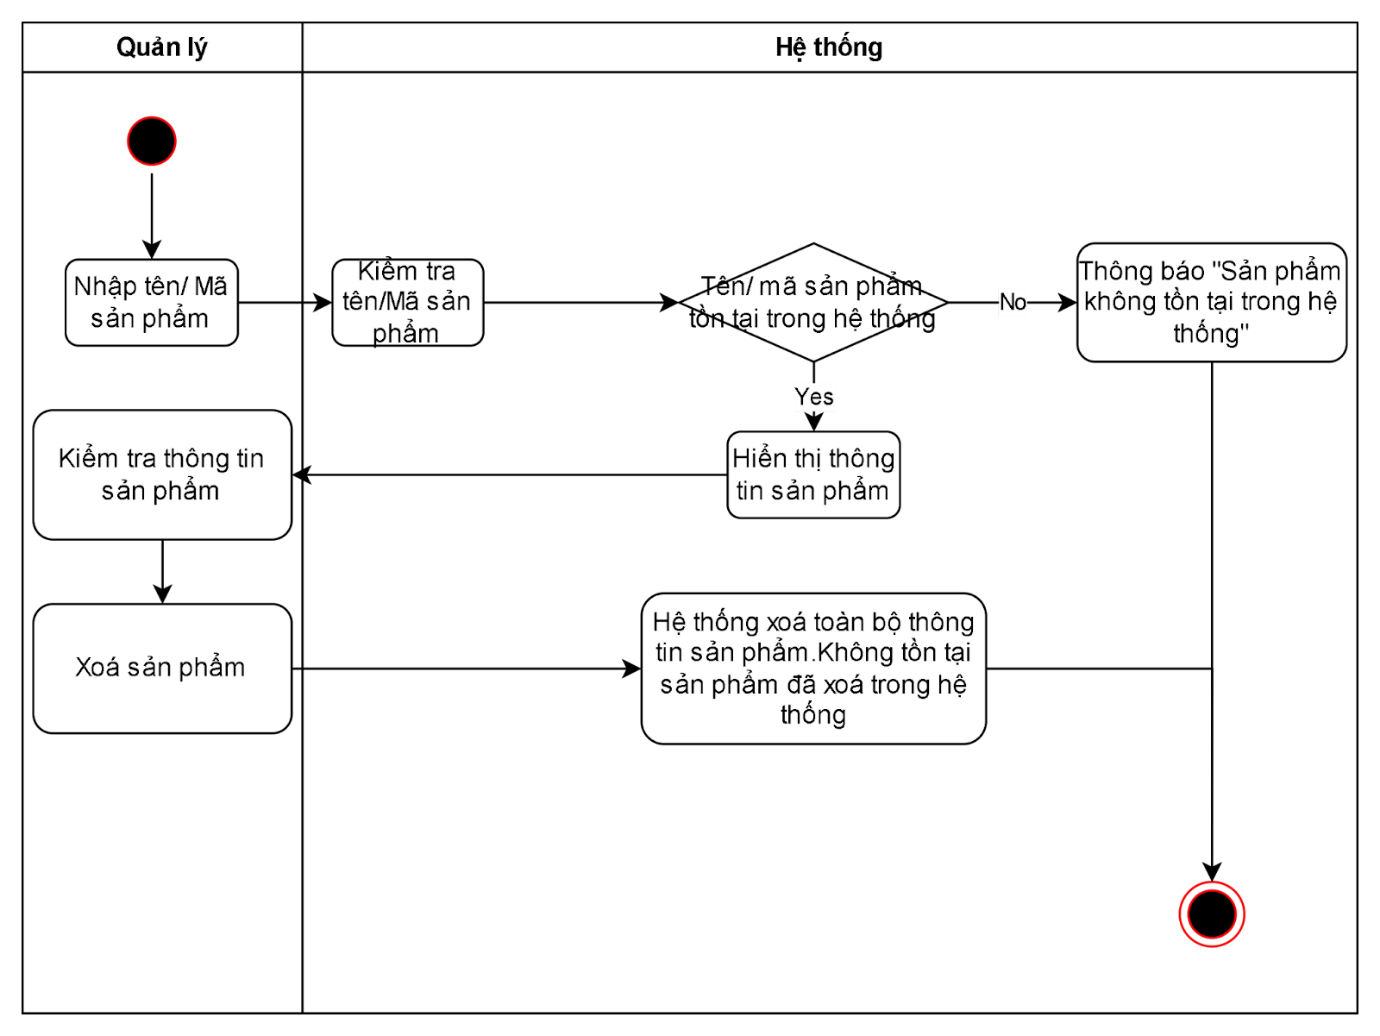 Quản lý
Hệ thống
Nhập tên/ Mã
sản phẩm
Kiểm tra
tên/Mã sản
phẩm
Tên/ mã sản phẩm
tồn tại trong hệ thống
No
Thông báo "Sản phẩm
không tồn tại trong hệ
thống"
Yes
Hiển thị thông
tin sản phẩm
Kiểm tra thông tin
sản phẩm
Xoá sản phẩm
Hệ thống xoá toàn bộ thông
tin sản phẩm.Không tồn tại
sản phẩm đã xoá trong hệ
thống